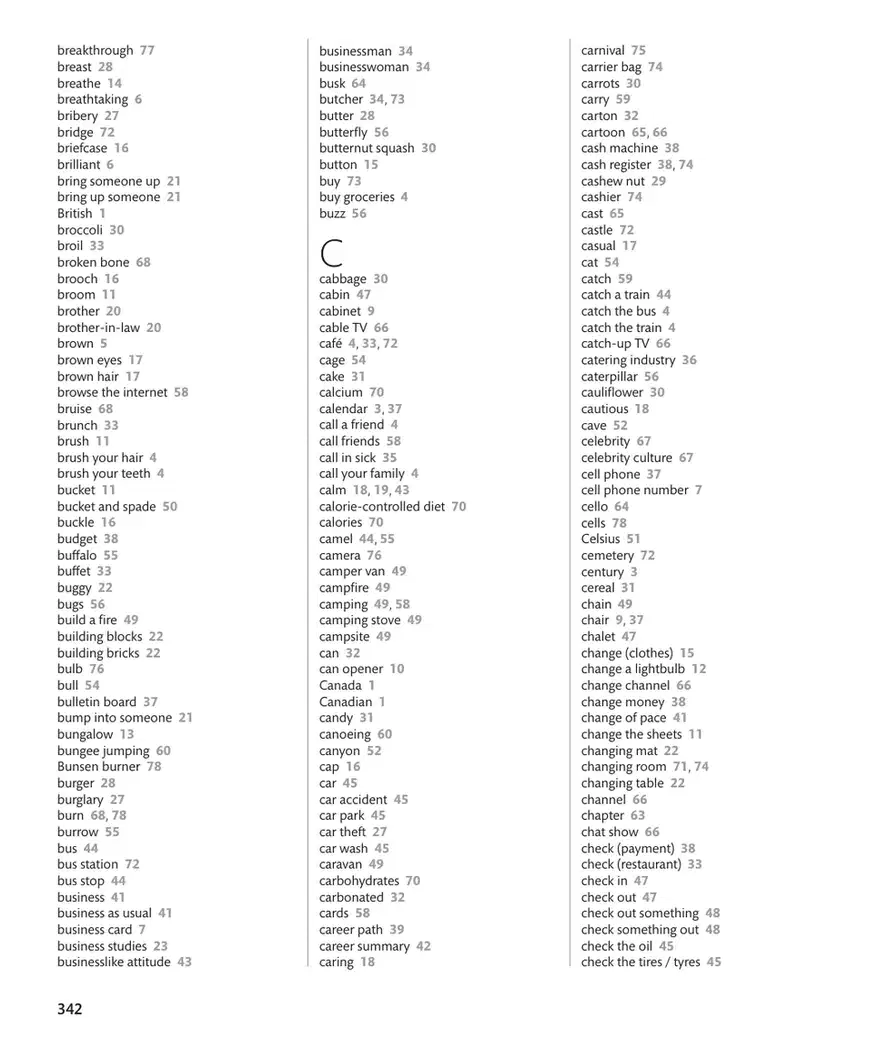 breakthrough 77
breast 28
breathe 14
breathtaking 6
bribery 27
bridge 72
briefcase 16
brilliant 6
bring someone up 21
bring up someone 21
British 1
broccoli 30
broil 33
broken bone 68
brooch 16
broom 11
brother 20
brother-in-law 20
brown 5
brown eyes 17
brown hair 17
browse the internet 58
bruise 68
brunch 33
brush 11
brush your hair 4
brush your teeth 4
bucket 11
bucket and spade 50
buckle 16
budget 38
buffalo 55
buffet 33
buggy 22
bugs 56
build a fire 49
building blocks 22
building bricks 22
bulb 76
bull 54
bulletin board 37
bump into someone 21
bungalow 13
bungee jumping 60
Bunsen burner 78
burger 28
burglary 27
burn 68, 78
burrow 55
bus 44
bus station 72
bus stop 44
business 41
business as usual 41
business card 7
business studies 23
businesslike attitude 43
businessman 34
businesswoman 34
busk 64
butcher 34, 73
butter 28
butterfly 56
butternut squash 30
button 15
buy 73
buy groceries 4
buzz 56
C
cabbage 30
cabin 47
cabinet 9
cable TV 66
café 4, 33, 72
cage 54
cake 31
calcium 70
calendar 3, 37
call a friend 4
call friends 58
call in sick 35
call your family 4
calm 18, 19, 43
calorie-controlled diet 70
calories 70
camel 44, 55
camera 76
camper van 49
campfire 49
camping 49, 58
camping stove 49
campsite 49
can 32
can opener 10
Canada 1
Canadian 1
candy 31
canoeing 60
canyon 52
cap 16
car 45
car accident 45
car park 45
car theft 27
car wash 45
caravan 49
carbohydrates 70
carbonated 32
cards 58
career path 39
career summary 42
caring 18
carnival 75
carrier bag 74
carrots 30
carry 59
carton 32
cartoon 65, 66
cash machine 38
cash register 38, 74
cashew nut 29
cashier 74
cast 65
castle 72
casual 17
cat 54
catch 59
catch a train 44
catch the bus 4
catch the train 4
catch-up TV 66
catering industry 36
caterpillar 56
cauliflower 30
cautious 18
cave 52
celebrity 67
celebrity culture 67
cell phone 37
cell phone number 7
cello 64
cells 78
Celsius 51
cemetery 72
century 3
cereal 31
chain 49
chair 9, 37
chalet 47
change (clothes) 15
change a lightbulb 12
change channel 66
change money 38
change of pace 41
change the sheets 11
changing mat 22
changing room 71, 74
changing table 22
channel 66
chapter 63
chat show 66
check (payment) 38
check (restaurant) 33
check in 47
check out 47
check out something 48
check something out 48
check the oil 45
check the tires / tyres 45
342